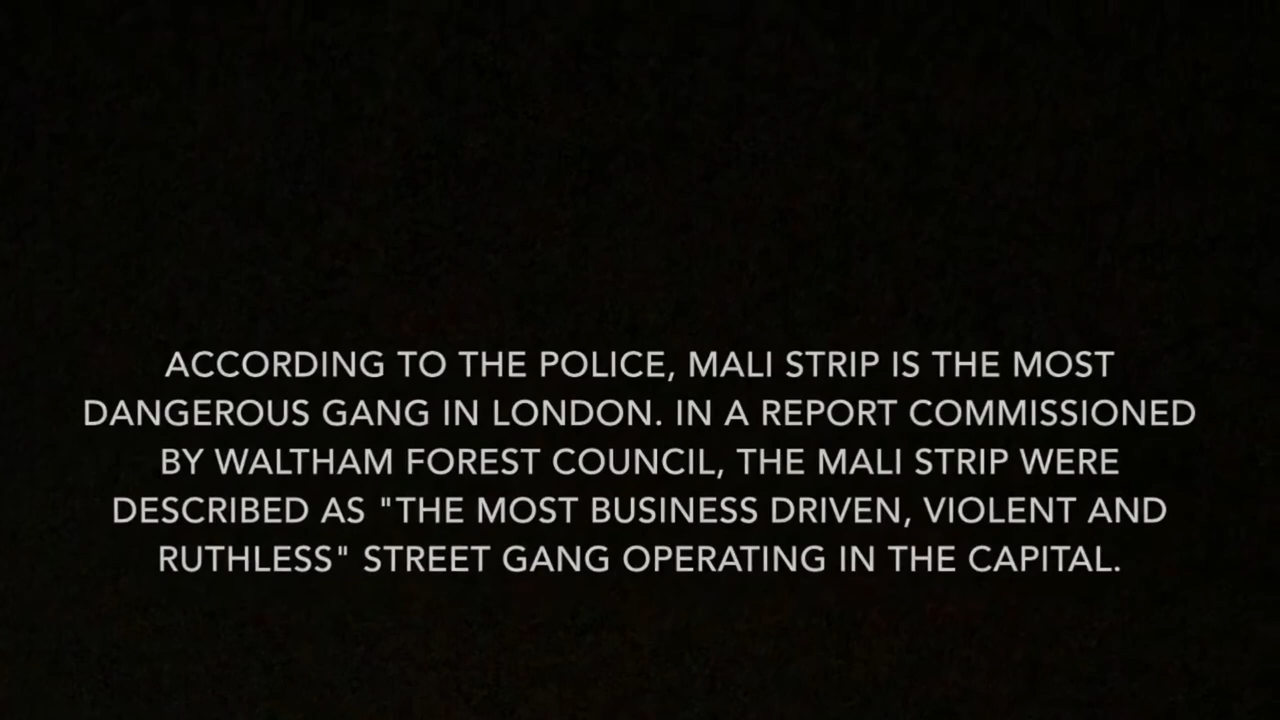 ACCORDING TO THE POLICE, MALI STRIP IS THE MOST
DANGEROUS GANG IN LONDON. IN A REPORT COMMISSIONED
BY WALTHAM FOREST COUNCIL, THE MALI STRIP WERE
DESCRIBED AS "THE MOST BUSINESS DRIVEN, VIOLENT AND
RUTHLESS" STREET GANG OPERATING IN THE CAPITAL.